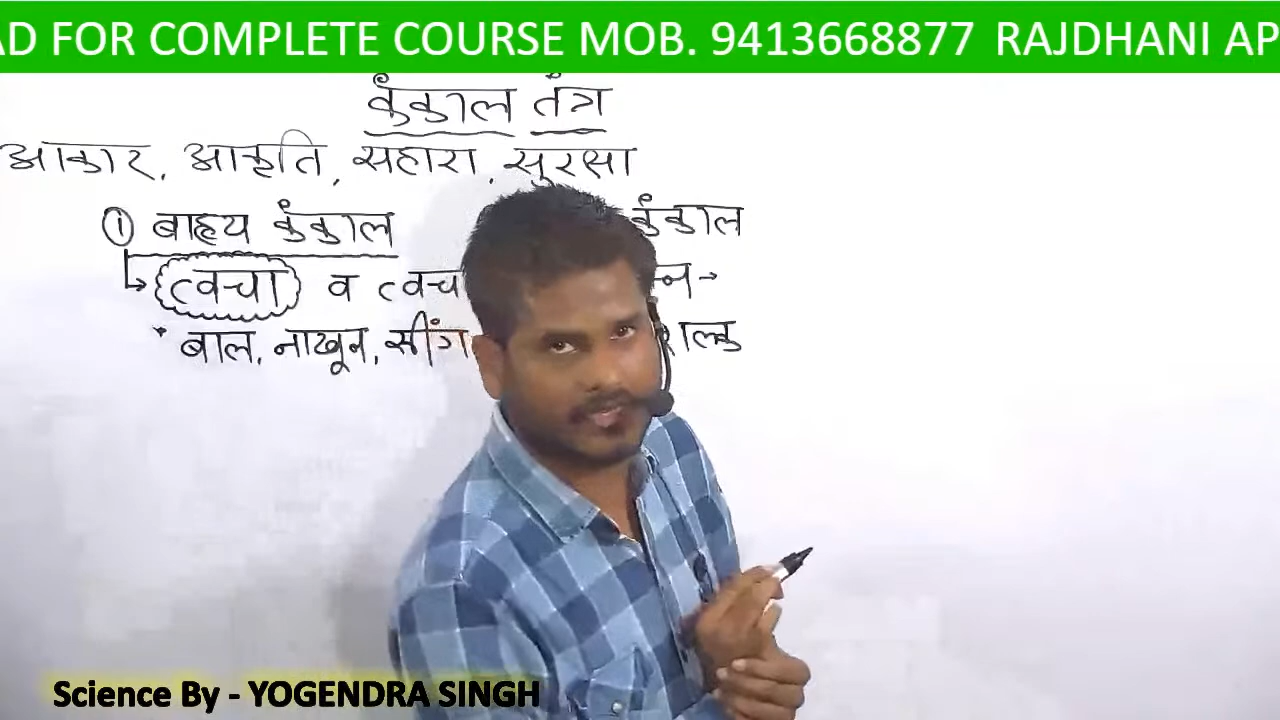 AD FOR COMPLETE COURSE MOB. 9413668877 RAJDHANI AP
कंकाल तंत्र
आकार, आकृति, सहारा, सुरक्षा
① बाह्य कंकाल कंकाल
↳ त्वचा व त्वच न →
* बाल, नाखून, सींग शल्क
Science By - YOGENDRA SINGH